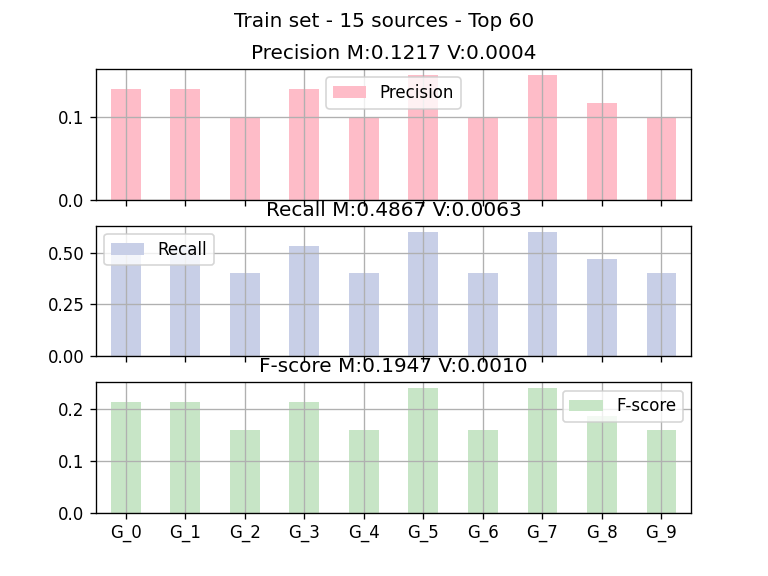 Train set - 15 sources - Top 60
Precision M:0.1217 V:0.0004
Precision
0.1
0.0
Recall M:0.4867 V:0.0063
Recall
0.50
0.25
0.00
F-score M:0.1947 V:0.0010
F-score
0.2
0.1
0.0
G_0 G_1 G_2 G_3 G_4 G_5 G_6 G_7 G_8 G_9